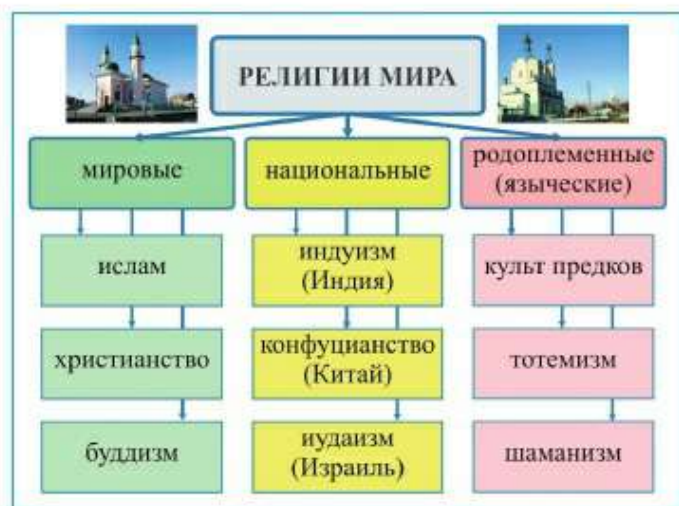 РЕЛИГИИ МИРА
мировые
национальные
родоплеменные
(языческие)
ислам
индуизм
(Индия)
культ предков
христианство
конфуцианство
(Китай)
тотемизм
буддизм
иудаизм
(Израиль)
шаманизм